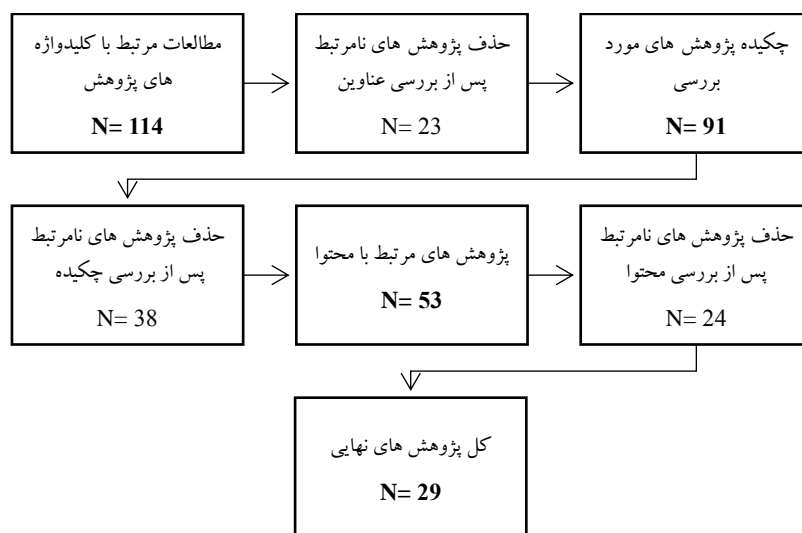 مطالعات مرتبط با کلیدواژه
های پژوهش
N= 114
حذف پژوهش های نامرتبط
پس از بررسی عناوین
N= 23
چکیده پژوهش های مورد
بررسی
N= 91
حذف پژوهش های نامرتبط
پس از بررسی چکیده
N= 38
پژوهش های مرتبط با محتوا
N= 53
حذف پژوهش های نامرتبط
پس از بررسی محتوا
N= 24
کل پژوهش های نهایی
N= 29